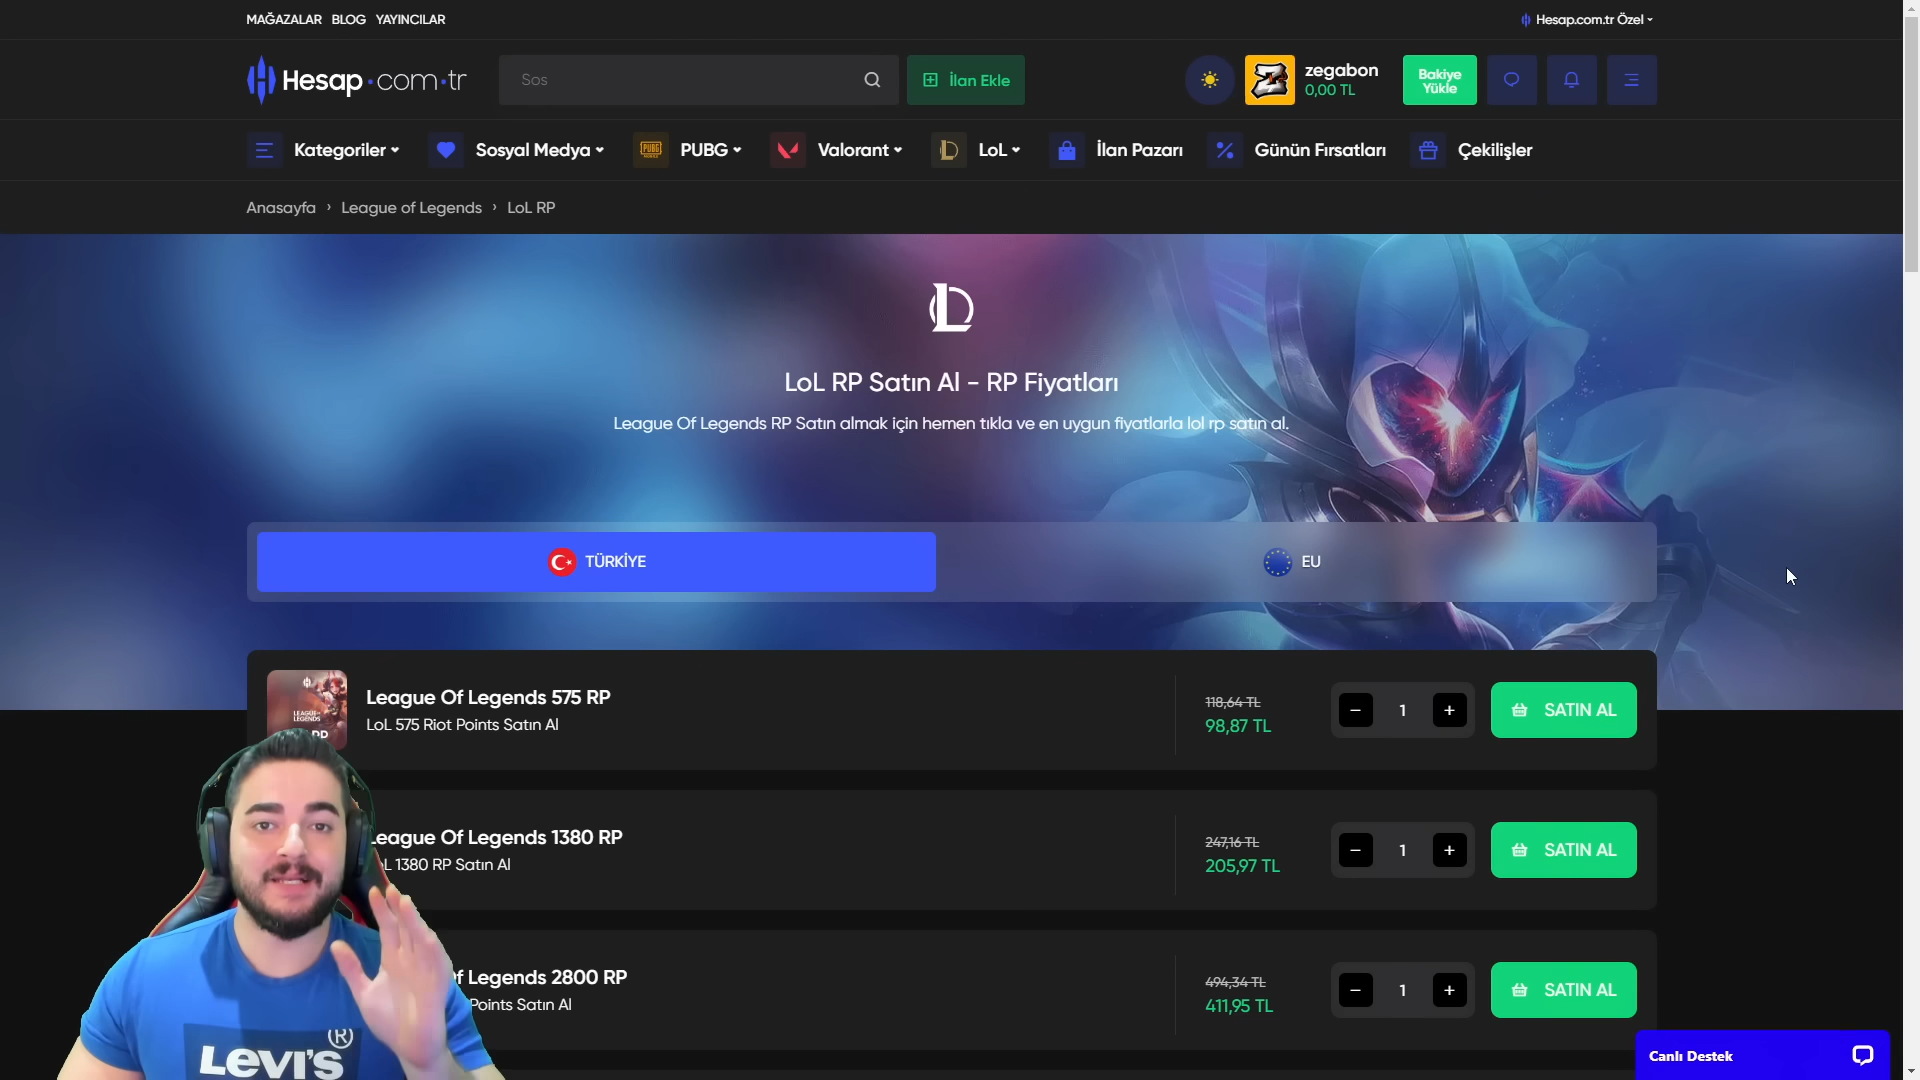 MAĞAZALAR BLOG YAYINCILAR
Hesap.com.tr Özel
Hesap.com.tr
Sos
İlan Ekle
zegabon
0,00 TL
Bakiye
Yükle
Kategoriler
Sosyal Medya
PUBG
Valorant
LoL
İlan Pazarı
Günün Fırsatları
Çekilişler
Anasayfa › League of Legends › LoL RP
LoL RP Satın Al - RP Fiyatları
League Of Legends RP Satın almak için hemen tıkla ve en uygun fiyatlarla lol rp satın al.
TÜRKİYE
EU
LEAGUE OF
LEGENDS
League Of Legends 575 RP
LoL 575 Riot Points Satın Al
118,64 TL
98,87 TL
1
SATIN AL
League Of Legends 1380 RP
1380 RP Satın Al
247,16 TL
205,97 TL
1
SATIN AL
Of Legends 2800 RP
Points Satın Al
494,34 TL
411,95 TL
1
SATIN AL
LEVI'S®
Canlı Destek